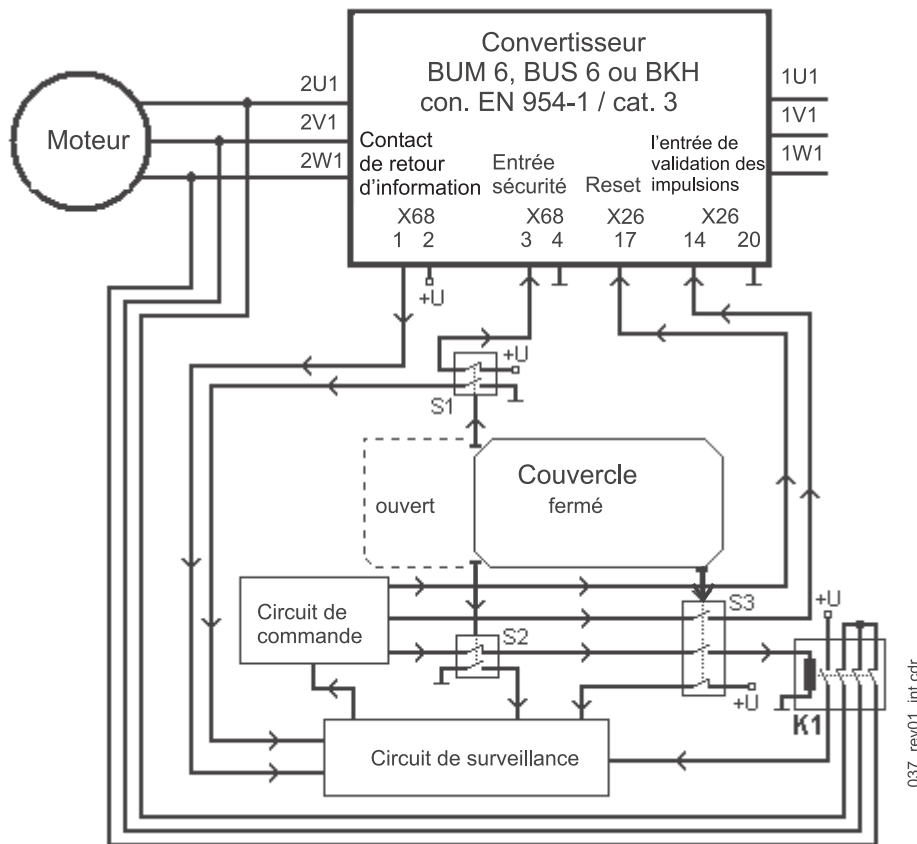 Convertisseur
BUM 6, BUS 6 ou BKH
con. EN 954-1 / cat. 3
2U1
2V1
2W1
1U1
1V1
1W1
Moteur
Contact
de retour
d'information
Entrée
sécurité
Reset
l'entrée de
validation des
impulsions
X68
X68
X26
X26
1 2
3 4
17
14 20
+U
+U
S1
Couvercle
ouvert
fermé
Circuit de
commande
S2
S3
+U
+U
K1
Circuit de surveillance
037_rev01_int.cdr